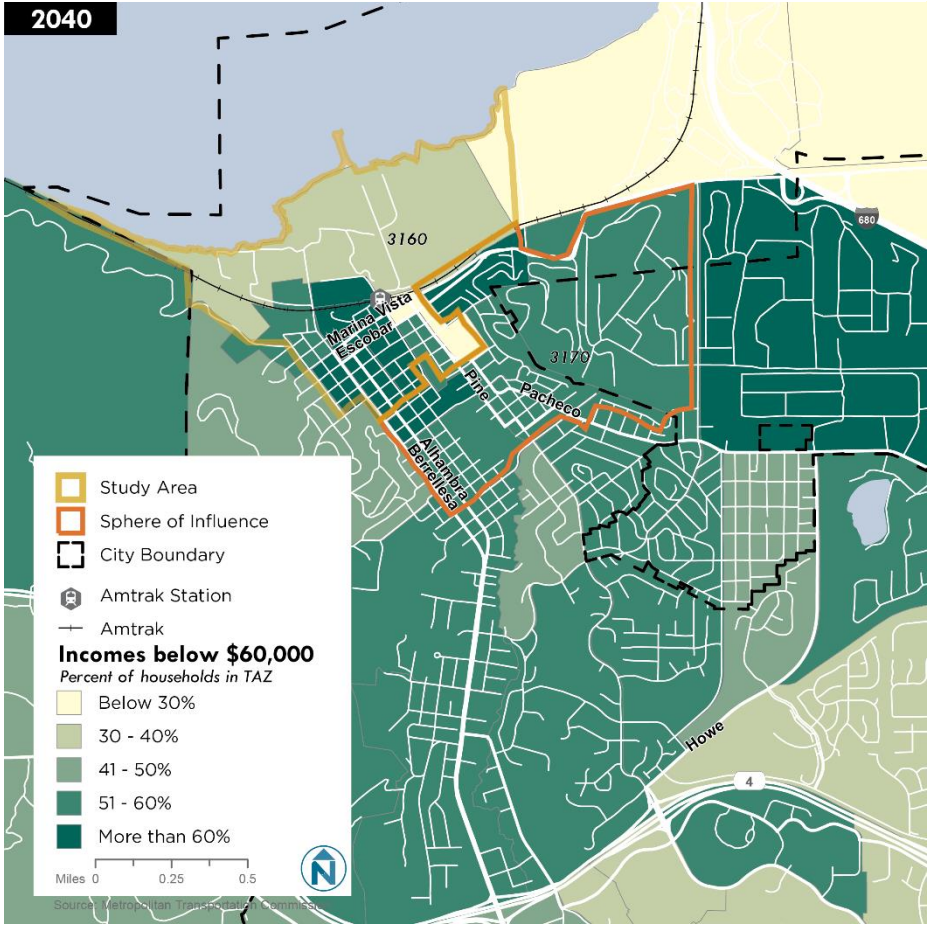 2040
680
3160
Marina Vista
Escobar
3170
Pine
Pacheco
Alhambra
Berrellesa
Study Area
Sphere of Influence
City Boundary
Amtrak Station
Amtrak
Incomes below $60,000
Percent of households in TAZ
Below 30%
30 - 40%
41 - 50%
51 - 60%
More than 60%
Howe
4
Miles 0 0.25 0.5
N
Source: Metropolitan Transportation